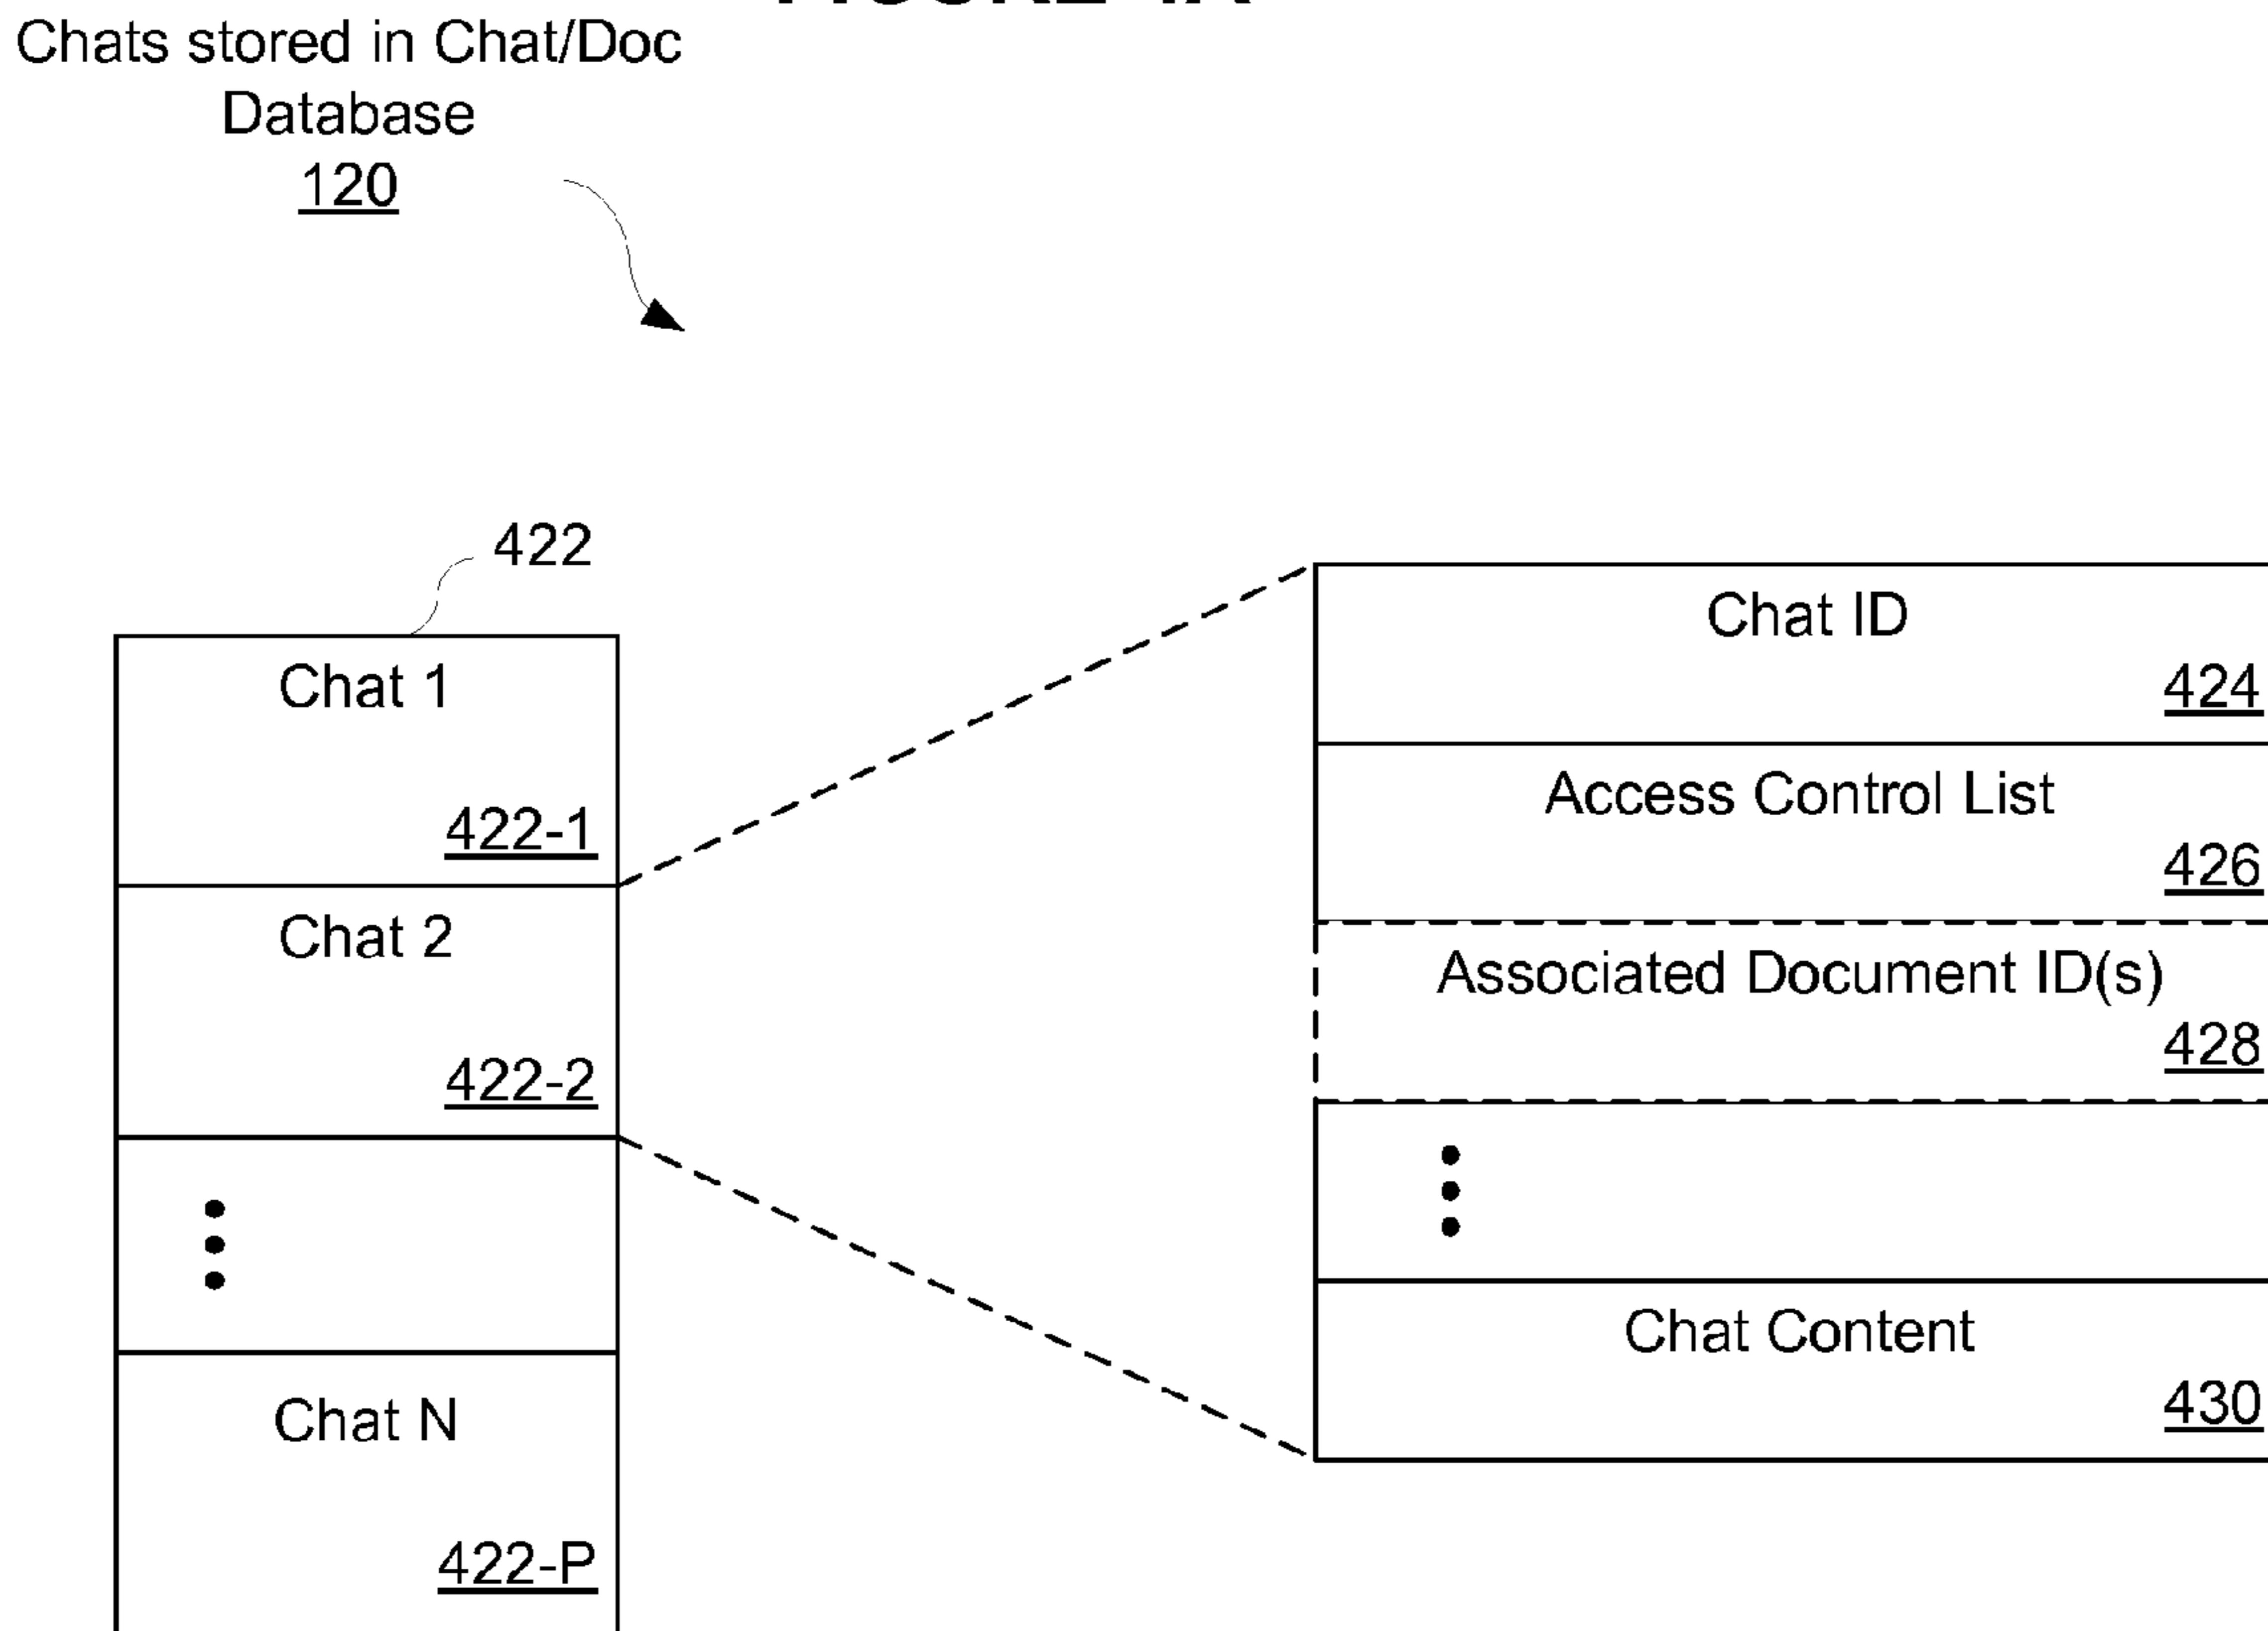 Chats stored in Chat/Doc
Database
120
422
Chat 1
422-1
Chat 2
422-2
Chat N
422-P
Chat ID
424
Access Control List
426
Associated Document ID(s)
428
Chat Content
430